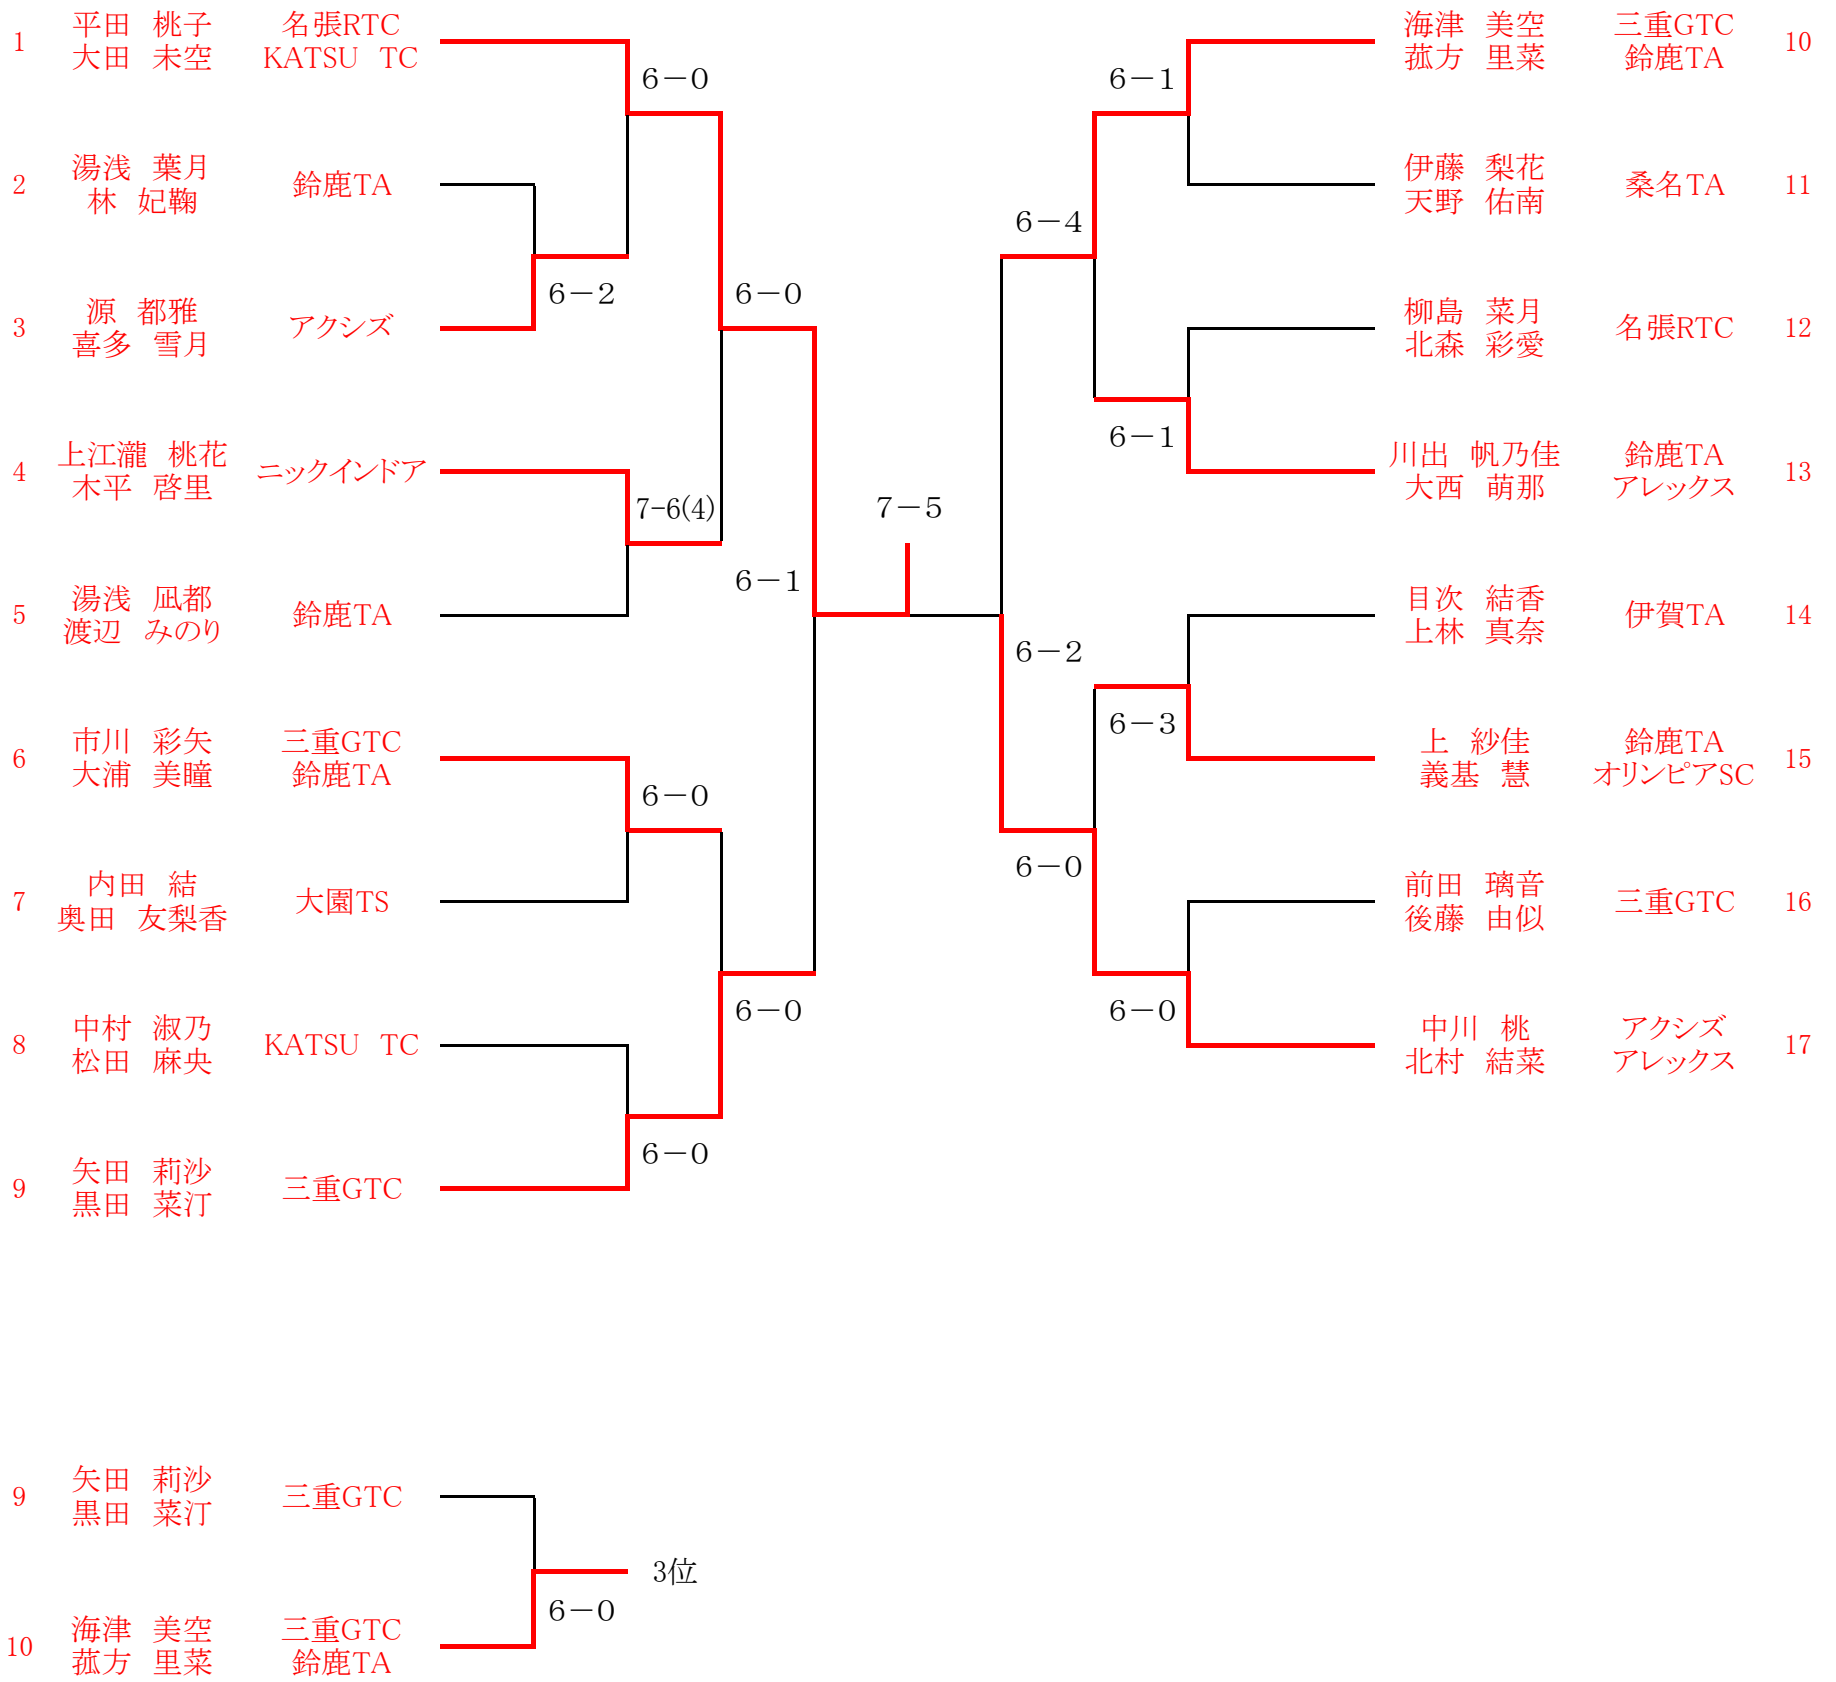 1 平田 桃子 名張RTC
大田 未空 KATSU TC
6-0
2 湯浅 葉月 鈴鹿TA
林 妃鞠
6-2
6-0
3 源 都雅 アクシズ
喜多 雪月
4 上江瀧 桃花 ニックインドア
木平 啓里
7-6(4)
5 湯浅 凪都 鈴鹿TA
渡辺 みのり
6-1
6 市川 彩矢 三重GTC
大浦 美瞳 鈴鹿TA
6-0
7 内田 結 大園TS
奥田 友梨香
6-0
8 中村 淑乃 KATSU TC
松田 麻央
6-0
9 矢田 莉沙 三重GTC
黒田 菜汀
7-5
海津 美空 三重GTC 10
菰方 里菜 鈴鹿TA
6-1
伊藤 梨花 桑名TA 11
天野 佑南
6-4
柳島 菜月 名張RTC 12
北森 彩愛
6-1
川出 帆乃佳 鈴鹿TA 13
大西 萌那 アレックス
目次 結香 伊賀TA 14
上林 真奈
6-2
6-3
上 紗佳 鈴鹿TA 15
義基 慧 オリンピアSC
6-0
前田 璃音 三重GTC 16
後藤 由似
6-0
中川 桃 アクシズ 17
北村 結菜 アレックス
9 矢田 莉沙 三重GTC
黒田 菜汀
3位
6-0
10 海津 美空 三重GTC
菰方 里菜 鈴鹿TA